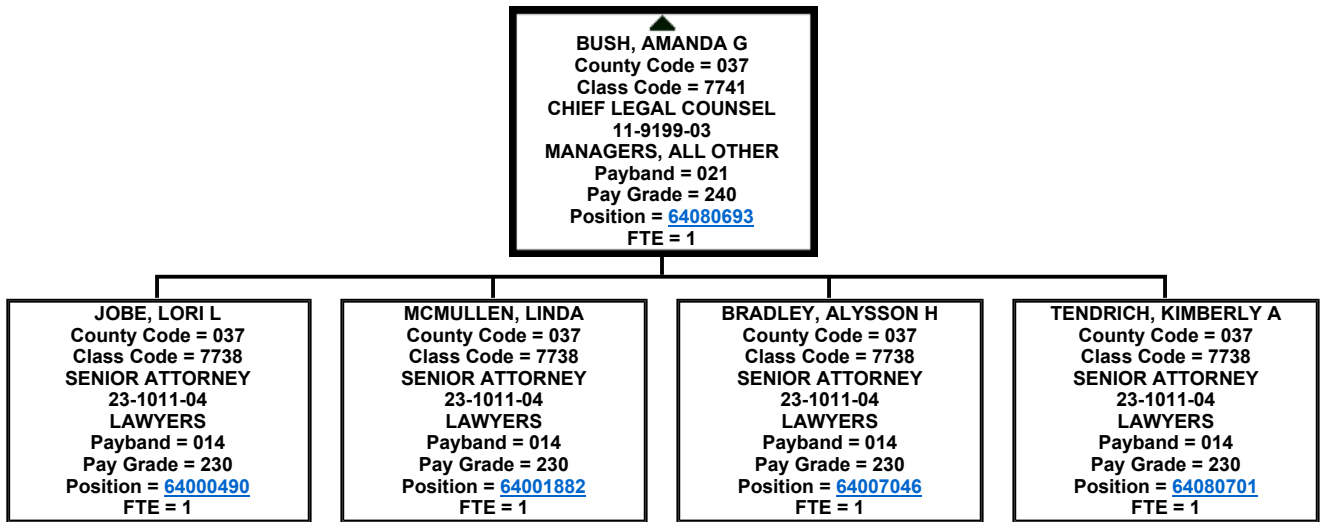 BUSH, AMANDA G
County Code = 037
Class Code = 7741
CHIEF LEGAL COUNSEL
11-9199-03
MANAGERS, ALL OTHER
Payband = 021
Pay Grade = 240
Position = 64080693
FTE = 1
JOBE, LORI L
County Code = 037
Class Code = 7738
SENIOR ATTORNEY
23-1011-04
LAWYERS
Payband = 014
Pay Grade = 230
Position = 64000490
FTE = 1
MCMULLEN, LINDA
County Code = 037
Class Code = 7738
SENIOR ATTORNEY
23-1011-04
LAWYERS
Payband = 014
Pay Grade = 230
Position = 64001882
FTE = 1
BRADLEY, ALYSSON H
County Code = 037
Class Code = 7738
SENIOR ATTORNEY
23-1011-04
LAWYERS
Payband = 014
Pay Grade = 230
Position = 64007046
FTE = 1
TENDRICH, KIMBERLY A
County Code = 037
Class Code = 7738
SENIOR ATTORNEY
23-1011-04
LAWYERS
Payband = 014
Pay Grade = 230
Position = 64080701
FTE = 1